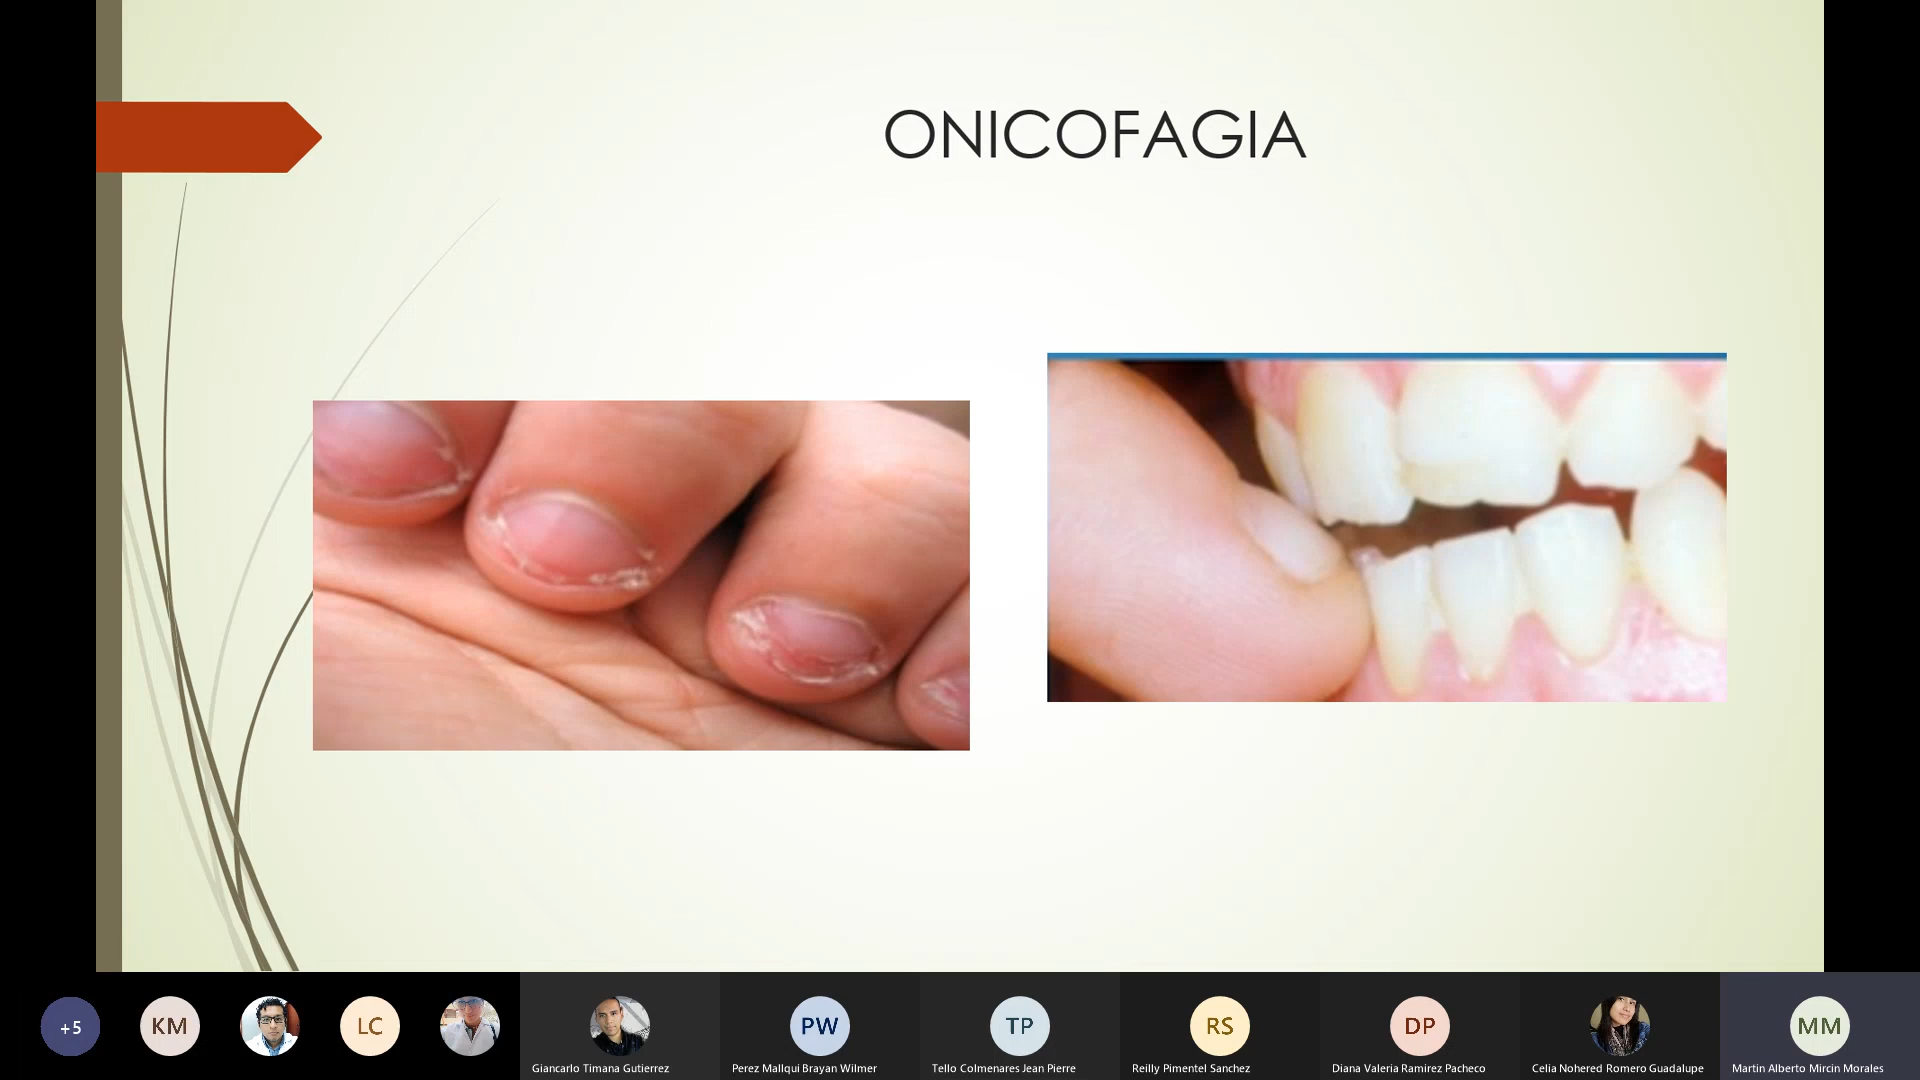 ONICOFAGIA
+5
KM
LC
PW
TP
RS
DP
MM
Giancarlo Timana Gutierrez
Perez Mallqui Brayan Wilmer
Tello Colmenares Jean Pierre
Reilly Pimentel Sanchez
Diana Valeria Ramirez Pacheco
Celia Nohered Romero Guadalupe
Martin Alberto Mircin Morales